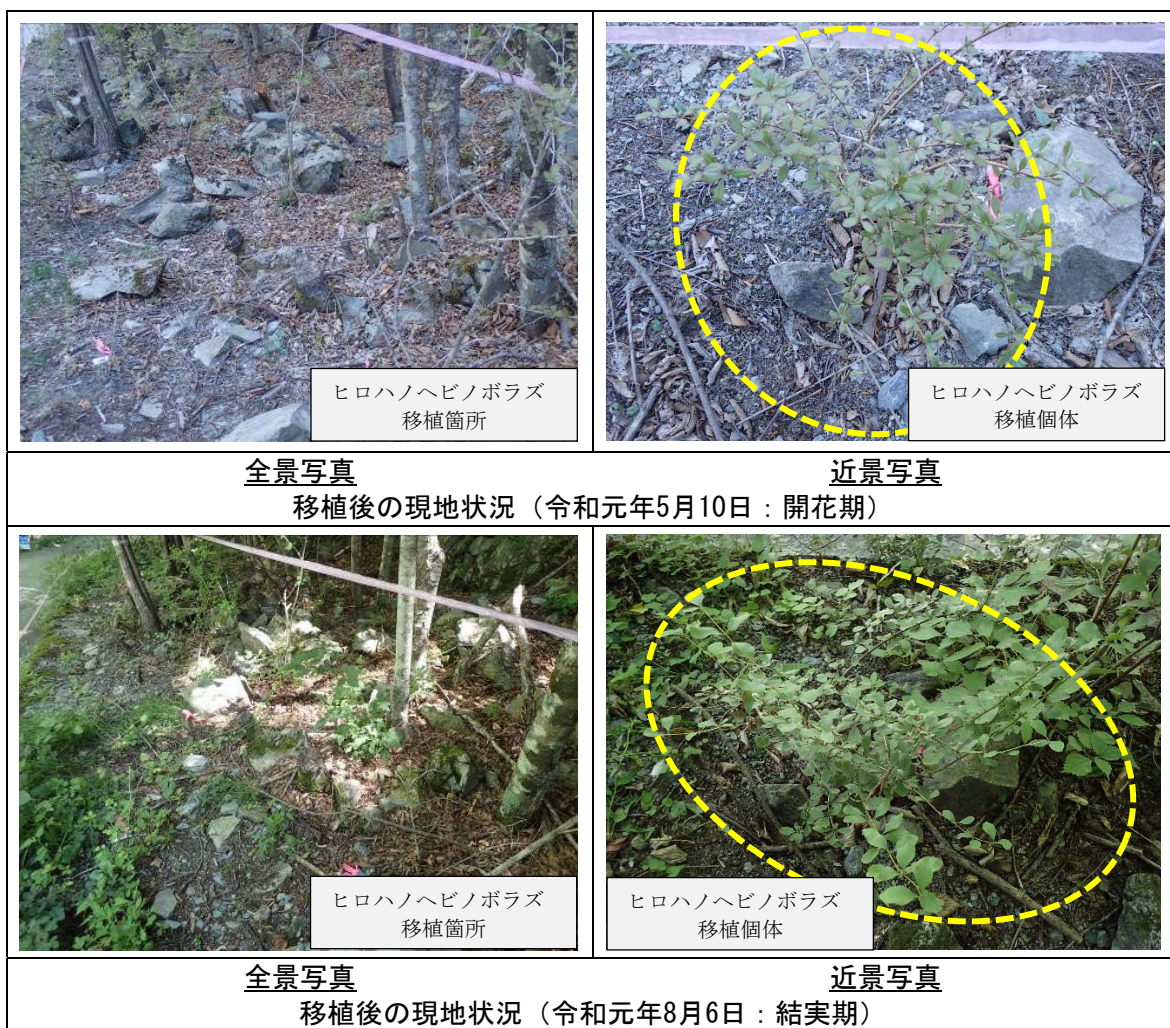 ヒロハノヘビノボラズ
移植箇所
ヒロハノヘビノボラズ
移植個体
全景写真
近景写真
移植後の現地状況（令和元年5月10日：開花期）
ヒロハノヘビノボラズ
移植箇所
ヒロハノヘビノボラズ
移植個体
全景写真
近景写真
移植後の現地状況（令和元年8月6日：結実期）